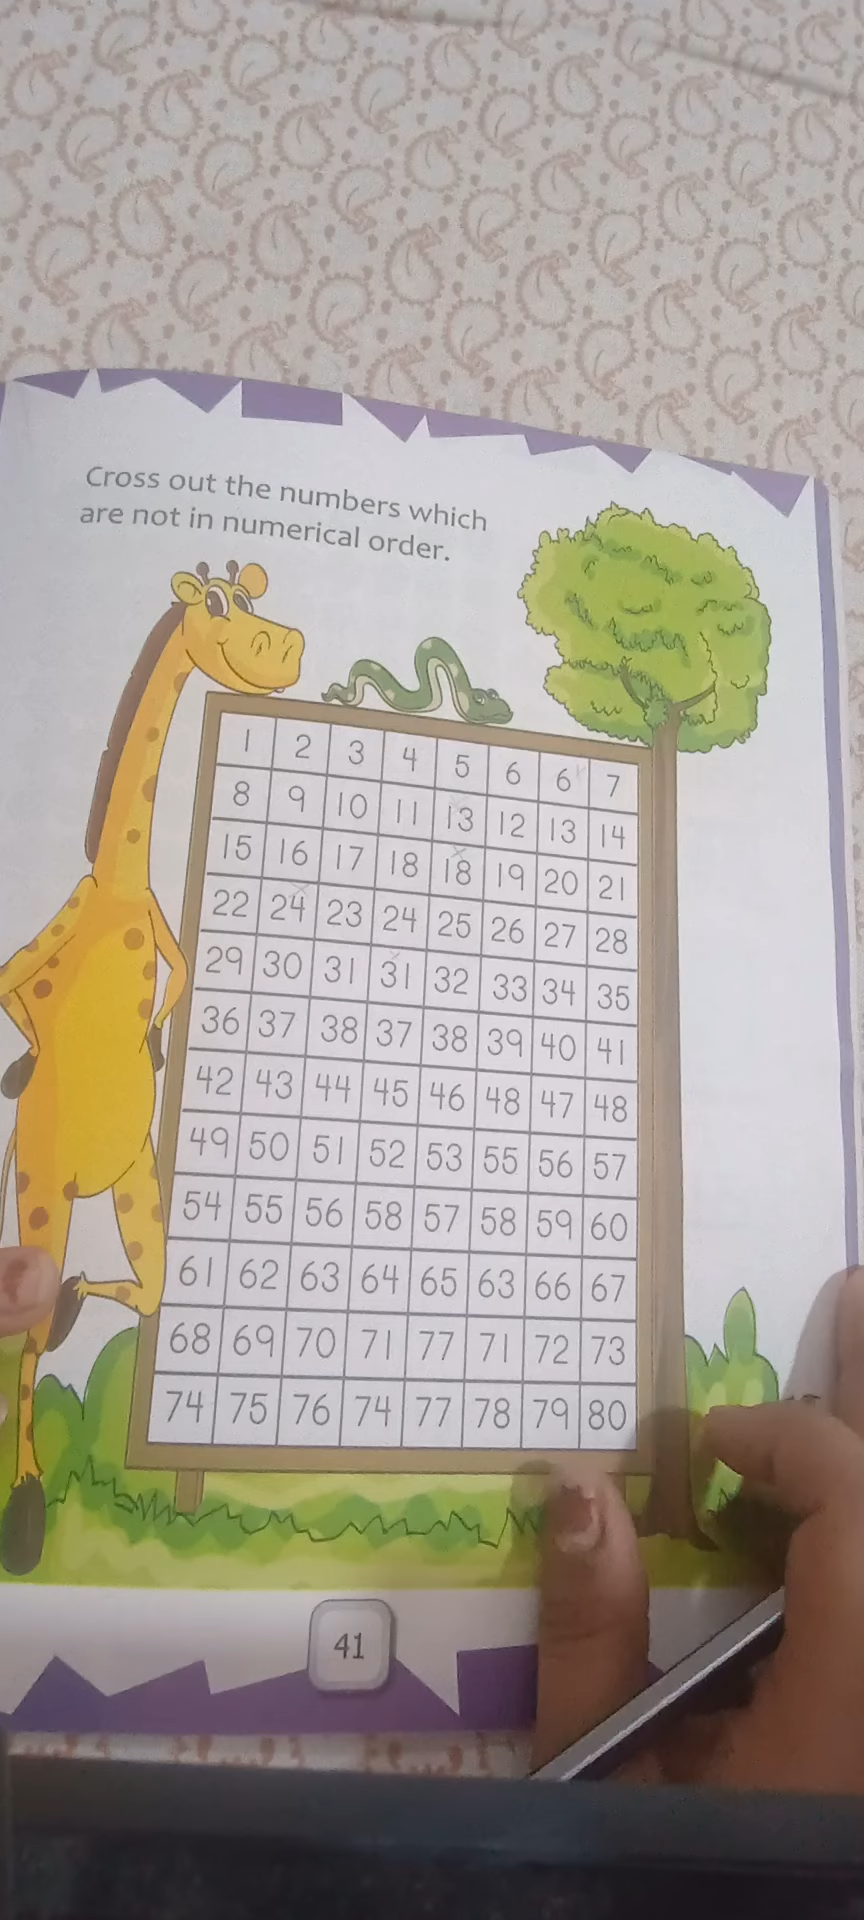 Cross out the numbers which
are not in numerical order.
1 2 3 4 5 6 6 7
8 9 10 11 13 12 13 14
15 16 17 18 18 19 20 21
22 24 23 24 25 26 27 28
29 30 31 31 32 33 34 35
36 37 38 37 38 39 40 41
42 43 44 45 46 48 47 48
49 50 51 52 53 55 56 57
54 55 56 58 57 58 59 60
61 62 63 64 65 63 66 67
68 69 70 71 77 71 72 73
74 75 76 74 77 78 79 80
41